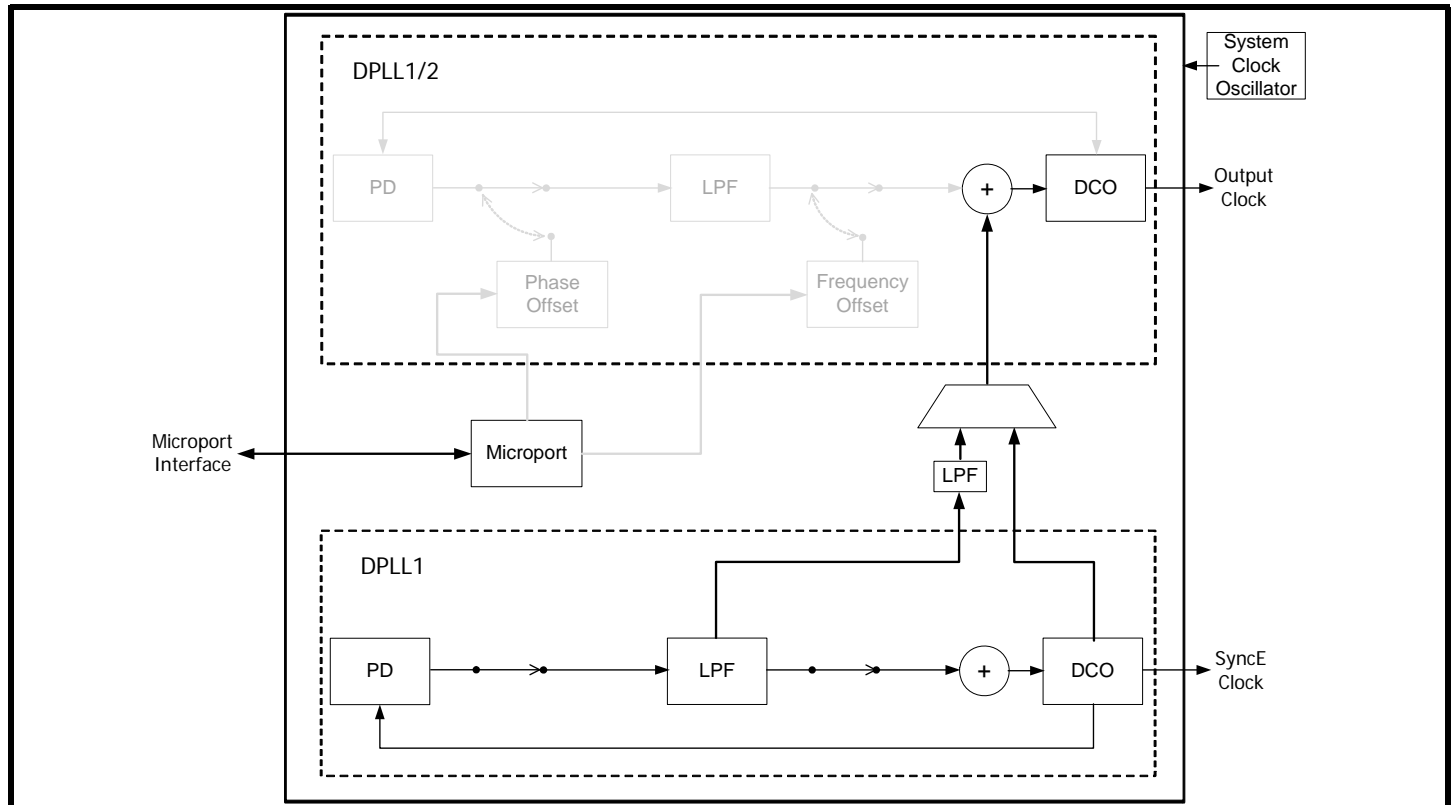 System
Clock
Oscillator
DPLL1/2
PD
LPF
+
DCO
Output
Clock
Phase
Offset
Frequency
Offset
Microport
Interface
Microport
LPF
DPLL1
PD
LPF
+
DCO
SyncE
Clock